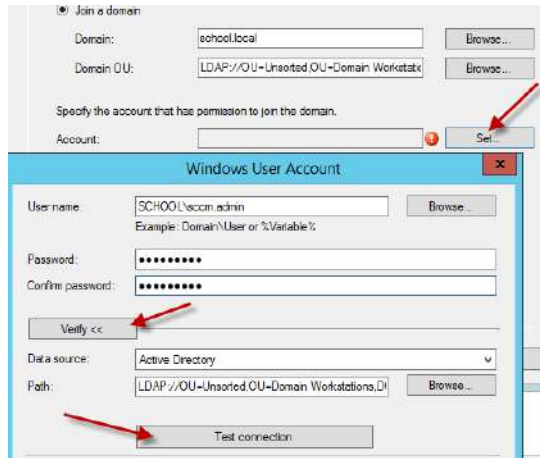 Join a domain
Domain: school.local Browse...
Domain OU: LDAP://OU=Unsorted,OU=Domain Workstatic Browse...
Specify the account that has permission to join the domain.
Account: Set...
Windows User Account x
User name: SCHOOL\sccm.admin Browse...
Example: Domain\User or %Variable%
Password: •••••••••
Confirm password: •••••••••
Verify <<
Data source: Active Directory
Path: LDAP://OU=Unsorted,OU=Domain Workstations,D Browse...
Test connection